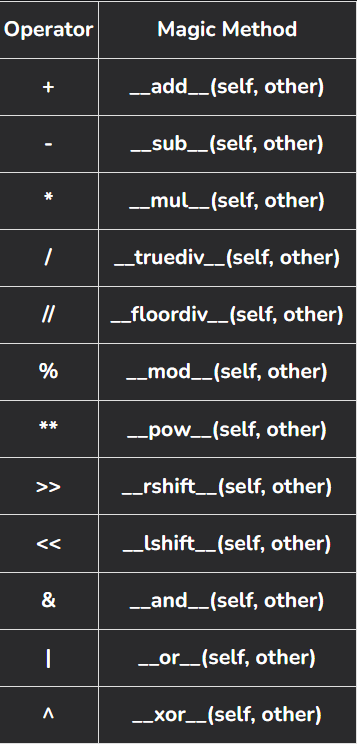 Operator Magic Method
+ __add__(self, other)
- __sub__(self, other)
* __mul__(self, other)
/ __truediv__(self, other)
// __floordiv__(self, other)
% __mod__(self, other)
** __pow__(self, other)
>> __rshift__(self, other)
<< __lshift__(self, other)
& __and__(self, other)
| __or__(self, other)
^ __xor__(self, other)